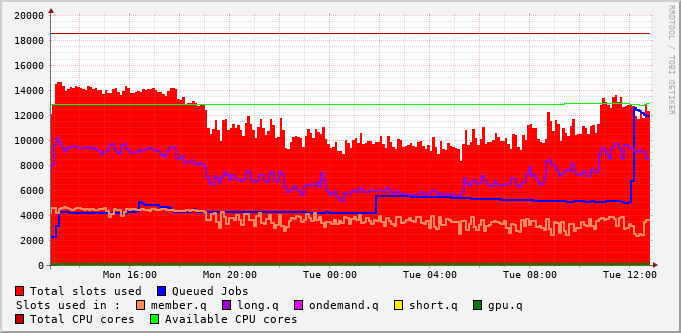 RRDTOOL / TOBI OETIKER
20000
18000
16000
14000
12000
10000
8000
6000
4000
2000
0
Mon 16:00 Mon 20:00 Tue 00:00 Tue 04:00 Tue 08:00 Tue 12:00
Total slots used Queued Jobs
Slots used in : member.q long.q ondemand.q short.q gpu.q
Total CPU cores Available CPU cores